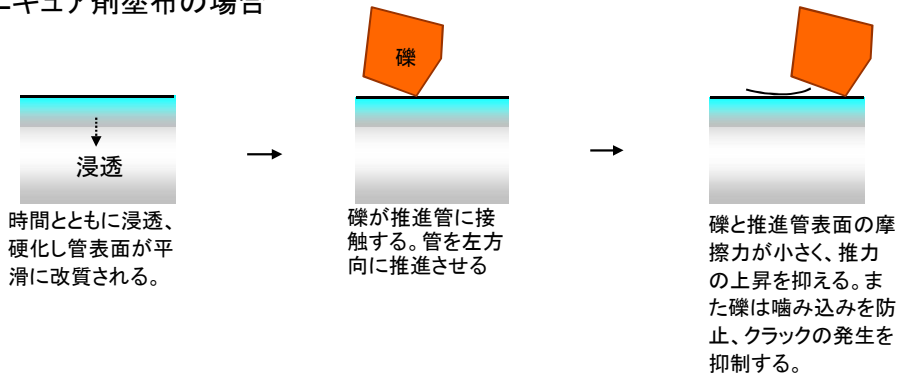 ニキュア剤塗布の場合
礫
浸透
時間とともに浸透、
硬化し管表面が平
滑に改質される。
礫が推進管に接
触する。管を左方
向に推進させる
礫と推進管表面の摩
擦力が小さく、推力
の上昇を抑える。ま
た礫は噛み込みを防
止、クラックの発生を
抑制する。